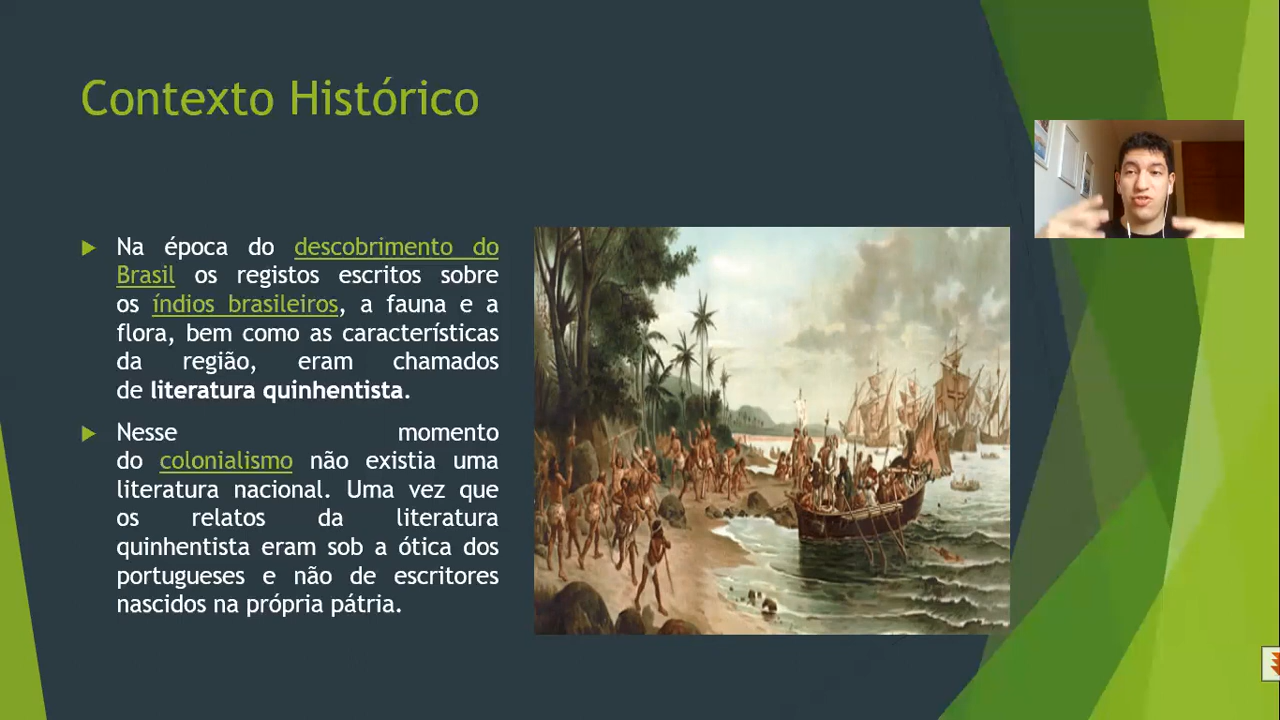 Contexto Histórico
Na época do descobrimento do
Brasil os registos escritos sobre
os índios brasileiros, a fauna e a
flora, bem como as características
da região, eram chamados
de literatura quinhentista.
Nesse momento
do colonialismo não existia uma
literatura nacional. Uma vez que
os relatos da literatura
quinhentista eram sob a ótica dos
portugueses e não de escritores
nascidos na própria pátria.